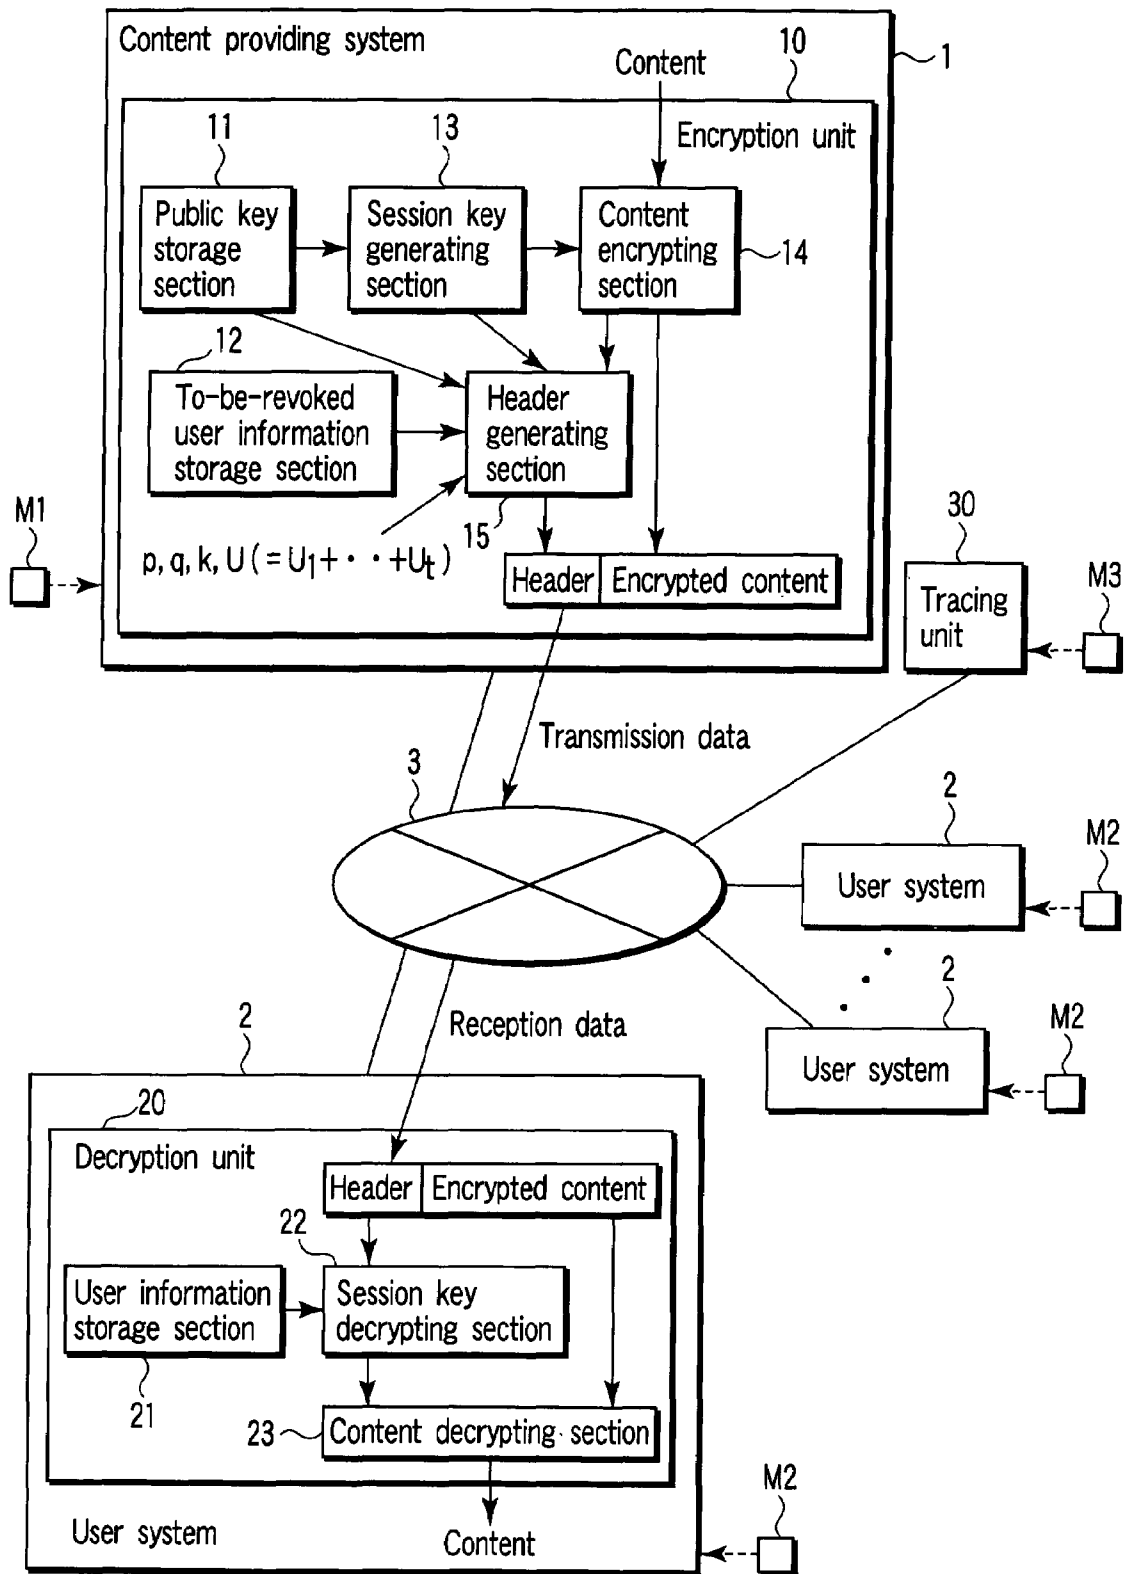 Content providing system
1
10
Content
Encryption unit
11
13
Public key
storage
section
Session key
generating
section
Content
encrypting
section
14
12
To-be-revoked
user information
storage section
Header
generating
section
15
p, q, k, U (= U1 + · · + Ut)
Header
Encrypted content
M1
30
Tracing
unit
M3
Transmission data
3
2
User system
M2
2
User system
M2
Reception data
2
20
Decryption unit
Header
Encrypted content
22
User information
storage section
Session key
decrypting section
21
23
Content decrypting section
User system
Content
M2